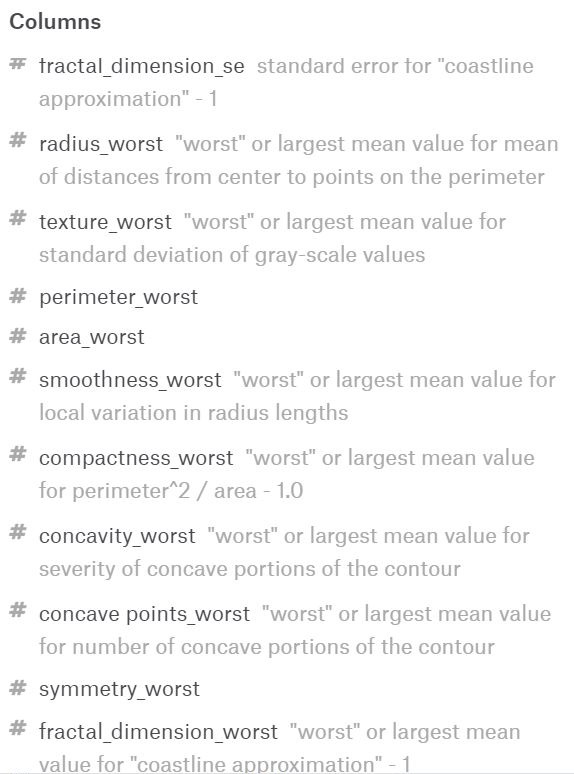 Columns
# fractal_dimension_se standard error for "coastline
approximation" - 1
# radius_worst "worst" or largest mean value for mean
of distances from center to points on the perimeter
# texture_worst "worst" or largest mean value for
standard deviation of gray-scale values
# perimeter_worst
# area_worst
# smoothness_worst "worst" or largest mean value for
local variation in radius lengths
# compactness_worst "worst" or largest mean value
for perimeter^2 / area - 1.0
# concavity_worst "worst" or largest mean value for
severity of concave portions of the contour
# concave points_worst "worst" or largest mean value
for number of concave portions of the contour
# symmetry_worst
# fractal_dimension_worst "worst" or largest mean
value for "coastline approximation" - 1